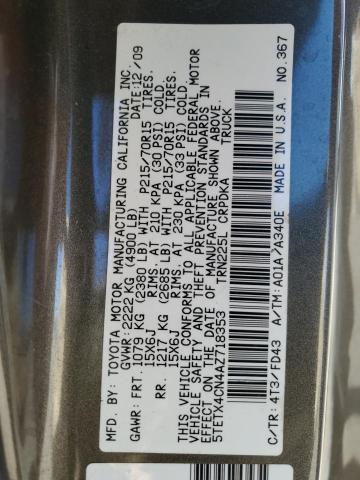 MFD. BY: TOYOTA MOTOR MANUFACTURING CALIFORNIA INC.
GVWR: 2222 KG (4900 LB) DATE: 12/09
GAWR: FRT. 1079 KG (2380 LB) WITH P215/70R15 TIRES.
15X6J RIMS. AT 210 KPA (30 PSI) COLD
RR. 1217 KG (2685 LB) WITH P215/70R15 TIRES.
15X6J RIMS. AT 230 KPA (33 PSI) COLD
THIS VEHICLE CONFORMS TO ALL APPLICABLE FEDERAL MOTOR
VEHICLE SAFETY AND THEFT PREVENTION STANDARDS IN
EFFECT ON THE DATE OF MANUFACTURE SHOWN ABOVE.
5TETX4CN4AZ718353 TRN225L CRPDKA TRUCK
C/TR: 4T3/FD43 A/TM: A01A/A340E MADE IN U.S.A. NO.367